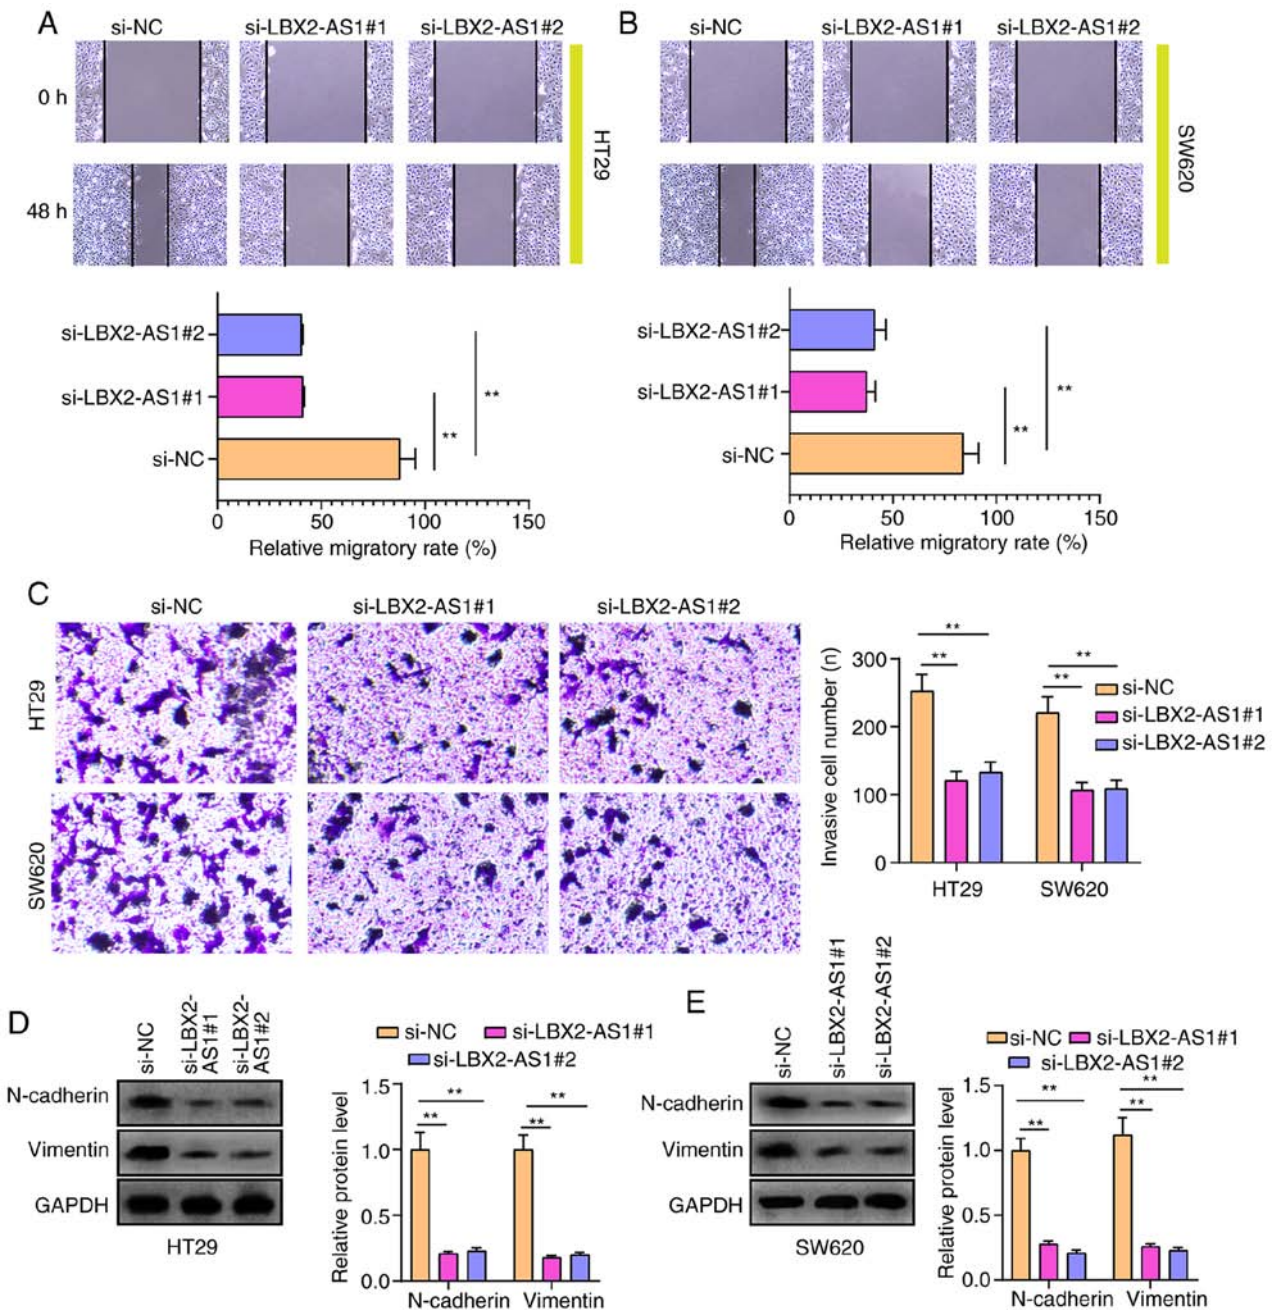 A
si-NC
si-LBX2-AS1#1
si-LBX2-AS1#2
0 h
48 h
HT29
si-LBX2-AS1#2
**
si-LBX2-AS1#1
**
si-NC
0
50
100
150
Relative migratory rate (%)
B
si-NC
si-LBX2-AS1#1
si-LBX2-AS1#2
SW620
si-LBX2-AS1#2
**
si-LBX2-AS1#1
**
si-NC
0
50
100
150
Relative migratory rate (%)
C
si-NC
si-LBX2-AS1#1
si-LBX2-AS1#2
HT29
SW620
Invasive cell number (n)
300
200
100
0
**
**
**
**
si-NC
si-LBX2-AS1#1
si-LBX2-AS1#2
HT29
SW620
D
si-NC
si-LBX2-
AS1#1
si-LBX2-
AS1#2
N-cadherin
Vimentin
GAPDH
HT29
si-NC
si-LBX2-AS1#1
si-LBX2-AS1#2
Relative protein level
1.5
1.0
0.5
0.0
**
**
**
**
N-cadherin
Vimentin
E
si-NC
si-LBX2-AS1#1
si-LBX2-AS1#2
N-cadherin
Vimentin
GAPDH
SW620
si-NC
si-LBX2-AS1#1
si-LBX2-AS1#2
Relative protein level
1.5
1.0
0.5
0.0
**
**
**
**
N-cadherin
Vimentin